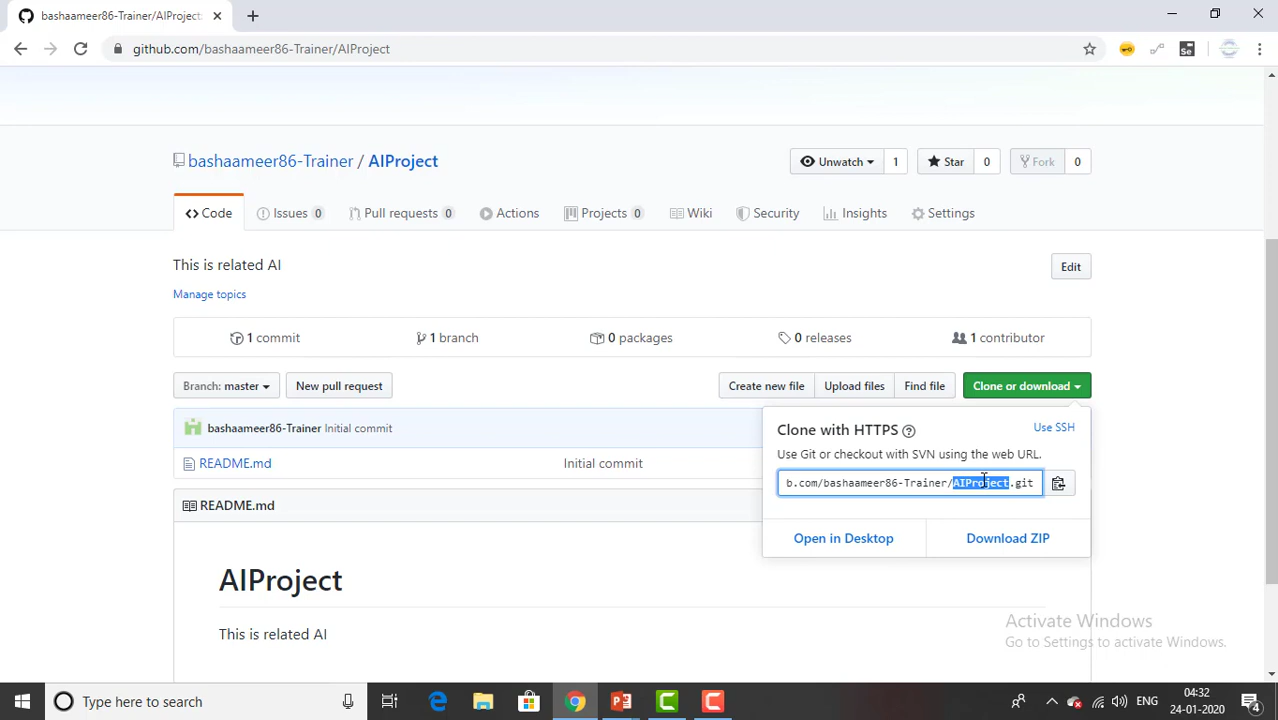 bashaameer86-Trainer/AIProject:
github.com/bashaameer86-Trainer/AIProject
Se
bashaameer86-Trainer / AIProject
Unwatch 1
Star 0
Fork 0
Code
Issues 0
Pull requests 0
Actions
Projects 0
Wiki
Security
Insights
Settings
This is related AI
Edit
Manage topics
1 commit
1 branch
0 packages
0 releases
1 contributor
Branch: master
New pull request
Create new file
Upload files
Find file
Clone or download
bashaameer86-Trainer Initial commit
README.md
Initial commit
Clone with HTTPS ?
Use SSH
Use Git or checkout with SVN using the web URL.
b.com/bashaameer86-Trainer/AIProject.git
Open in Desktop
Download ZIP
README.md
AIProject
This is related AI
Activate Windows
Go to Settings to activate Windows.
Type here to search
ENG
04:32
24-01-2020
4